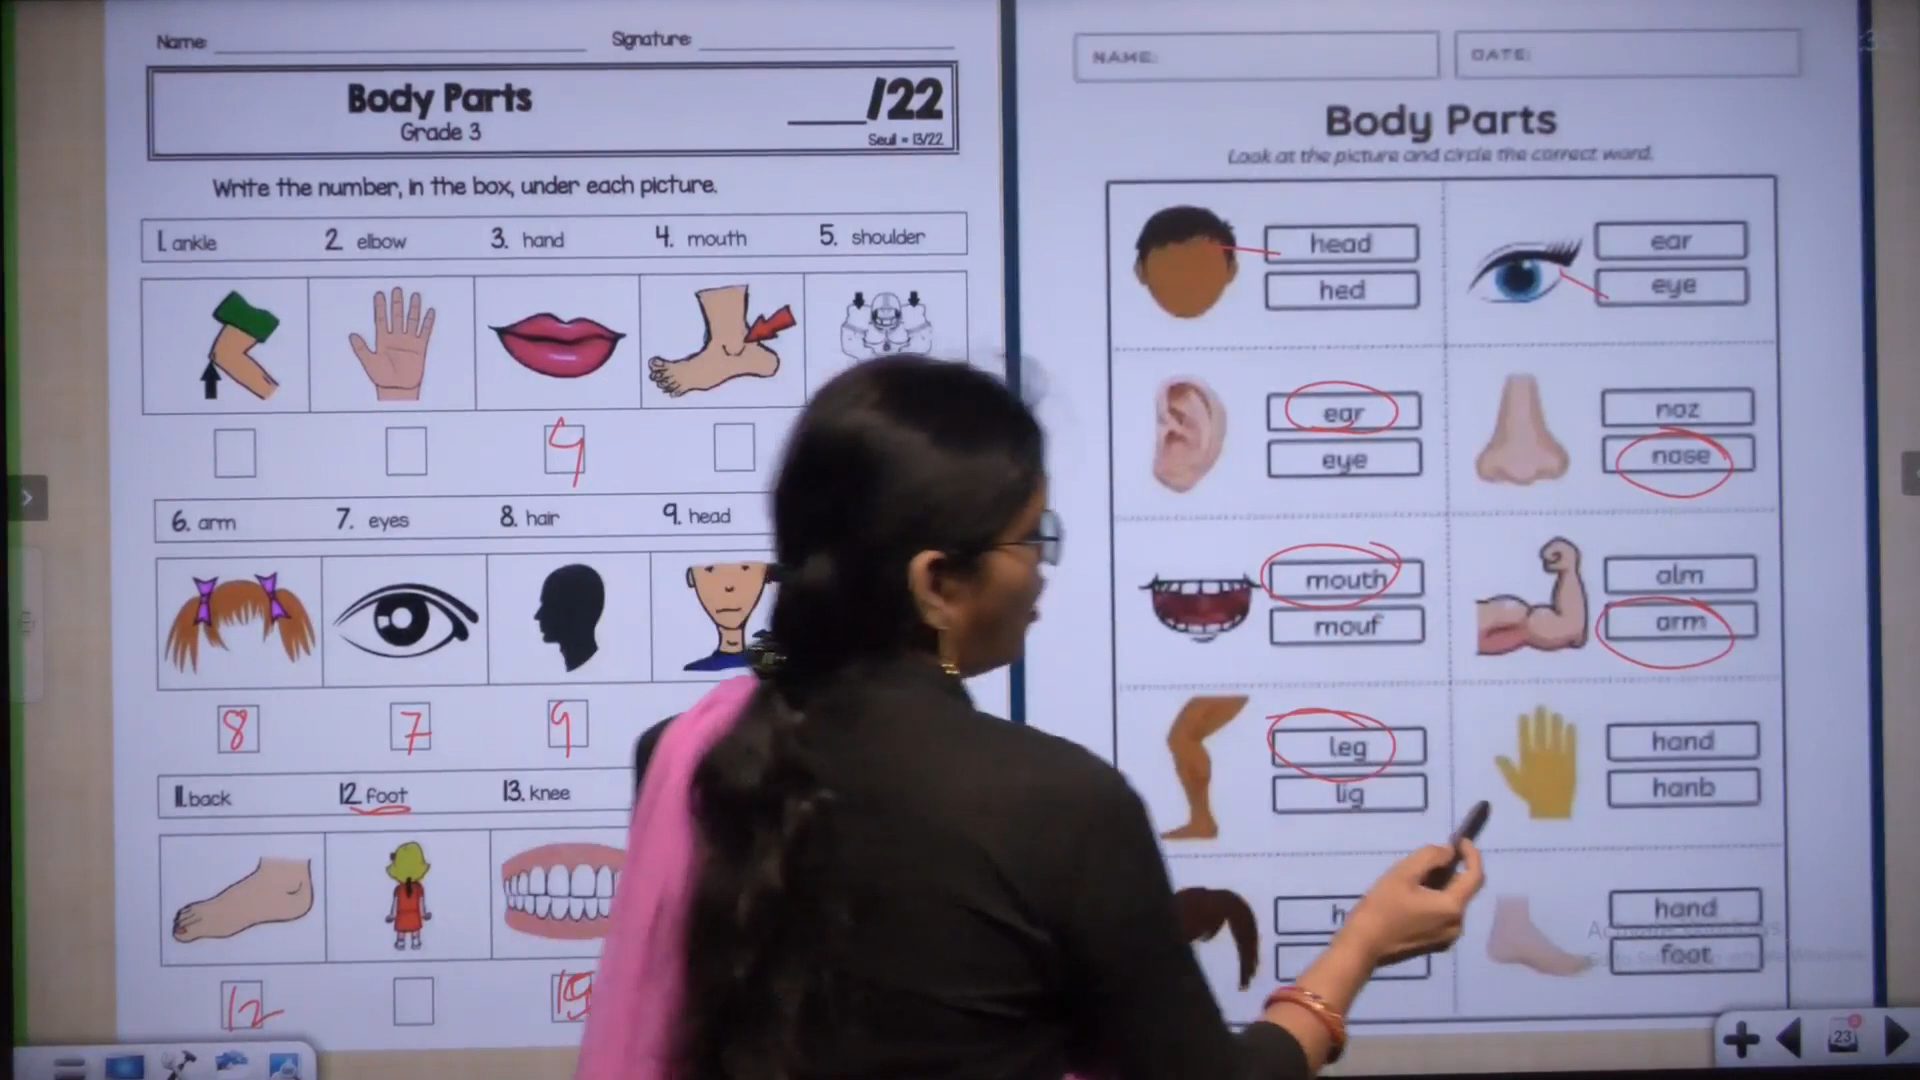 Name:
Signature:
Body Parts
Grade 3
/22
Seuil = 13/22
Write the number, in the box, under each picture.
1. ankle 2 elbow 3. hand 4. mouth 5. shoulder
4
6. arm 7. eyes 8. hair 9. head
8 7 9
11. back 12 foot 13. knee
12
NAME:
DATE:
Body Parts
Look at the picture and circle the correct word.
head
hed
ear
eye
ear
eye
noz
nose
mouth
mouf
alm
arm
leg
lig
hand
hanb
hand
foot
23